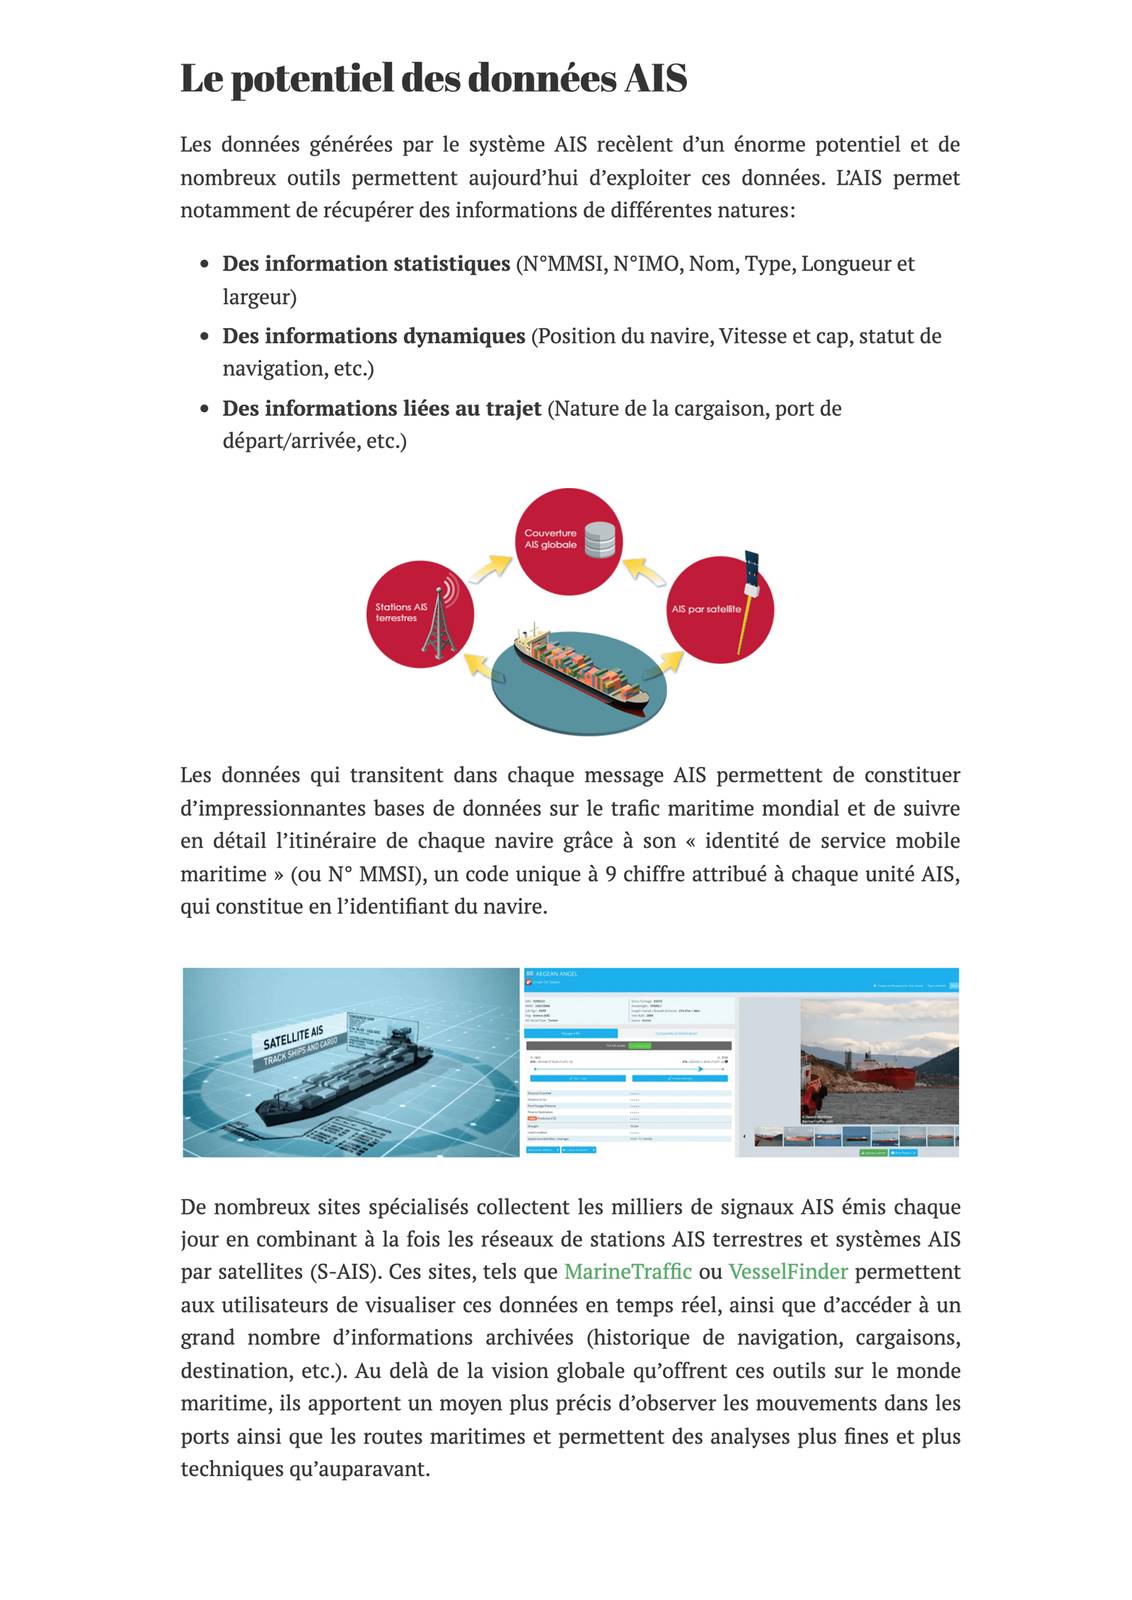 Le potentiel des données AIS
Les données générées par le système AIS recèlent d’un énorme potentiel et de
nombreux outils permettent aujourd’hui d’exploiter ces données. L’AIS permet
notamment de récupérer des informations de différentes natures:
• Des information statistiques (N°MMSI, N°IMO, Nom, Type, Longueur et
largeur)
• Des informations dynamiques (Position du navire, Vitesse et cap, statut de
navigation, etc.)
• Des informations liées au trajet (Nature de la cargaison, port de
départ/arrivée, etc.)
Couverture
AIS globale
Stations AIS
terrestres
AIS par satellite
Les données qui transitent dans chaque message AIS permettent de constituer
d’impressionnantes bases de données sur le trafic maritime mondial et de suivre
en détail l’itinéraire de chaque navire grâce à son « identité de service mobile
maritime » (ou N° MMSI), un code unique à 9 chiffre attribué à chaque unité AIS,
qui constitue en l’identifiant du navire.
SATELLITE AIS
TRACK SHIPS AND CARGO
AEGEAN ANGEL
De nombreux sites spécialisés collectent les milliers de signaux AIS émis chaque
jour en combinant à la fois les réseaux de stations AIS terrestres et systèmes AIS
par satellites (S-AIS). Ces sites, tels que MarineTraffic ou VesselFinder permettent
aux utilisateurs de visualiser ces données en temps réel, ainsi que d’accéder à un
grand nombre d’informations archivées (historique de navigation, cargaisons,
destination, etc.). Au delà de la vision globale qu’offrent ces outils sur le monde
maritime, ils apportent un moyen plus précis d’observer les mouvements dans les
ports ainsi que les routes maritimes et permettent des analyses plus fines et plus
techniques qu’auparavant.